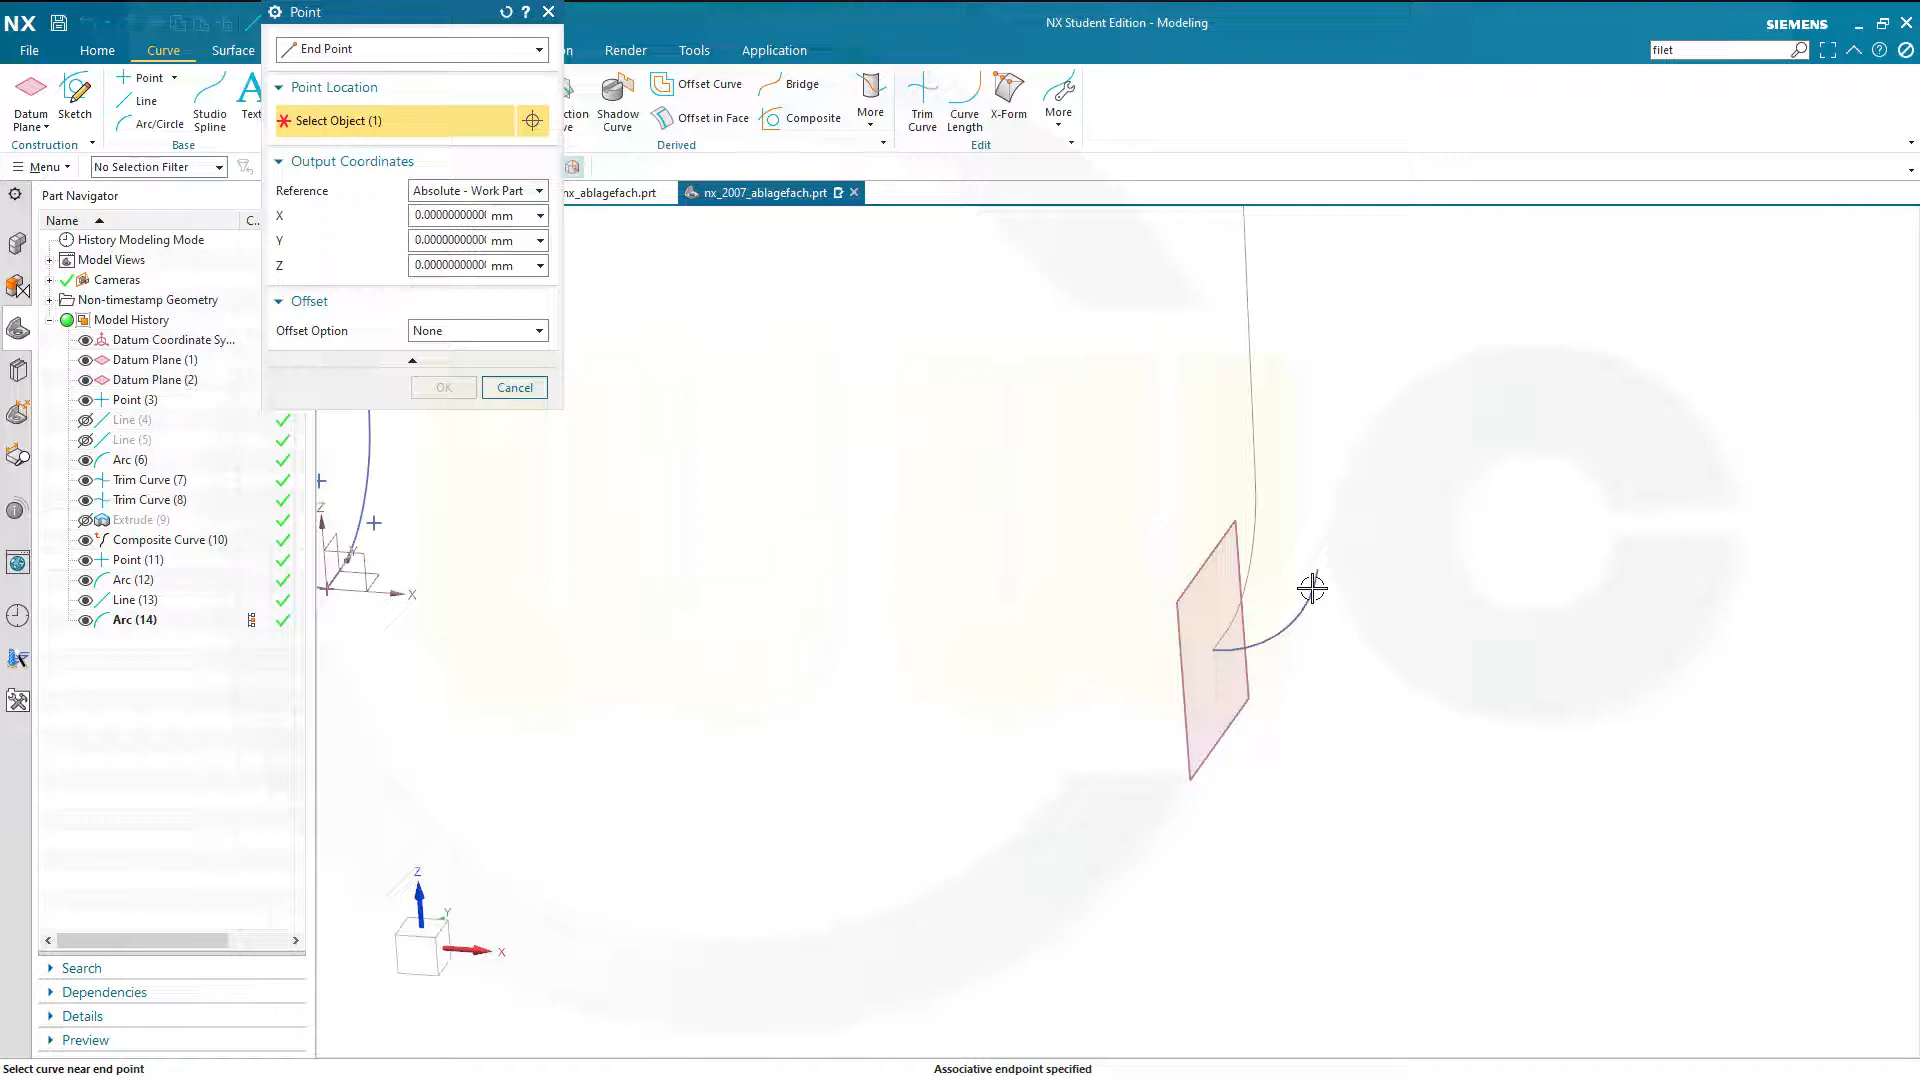 NX
Point
NX Student Edition - Modeling
SIEMENS
File
Home
Curve
Surface
Render
Tools
Application
filet
End Point
Point Location
Select Object (1)
Output Coordinates
Reference
Absolute - Work Part
X
0.0000000000 mm
Y
0.0000000000 mm
Z
0.0000000000 mm
Offset
Offset Option
None
OK
Cancel
Datum
Plane
Sketch
Point
Line
Arc/Circle
Studio
Spline
Text
Shadow
Curve
Offset Curve
Offset in Face
Bridge
Composite
More
Trim
Curve
Curve
Length
X-Form
More
Construction
Base
Derived
Edit
Menu
No Selection Filter
nx_ablagefach.prt
nx_2007_ablagefach.prt
Part Navigator
Name
C..
History Modeling Mode
Model Views
Cameras
Non-timestamp Geometry
Model History
Datum Coordinate Sy...
Datum Plane (1)
Datum Plane (2)
Point (3)
Line (4)
Line (5)
Arc (6)
Trim Curve (7)
Trim Curve (8)
Extrude (9)
Composite Curve (10)
Point (11)
Arc (12)
Line (13)
Arc (14)
Search
Dependencies
Details
Preview
Z
X
Z
Y
X
Select curve near end point
Associative endpoint specified